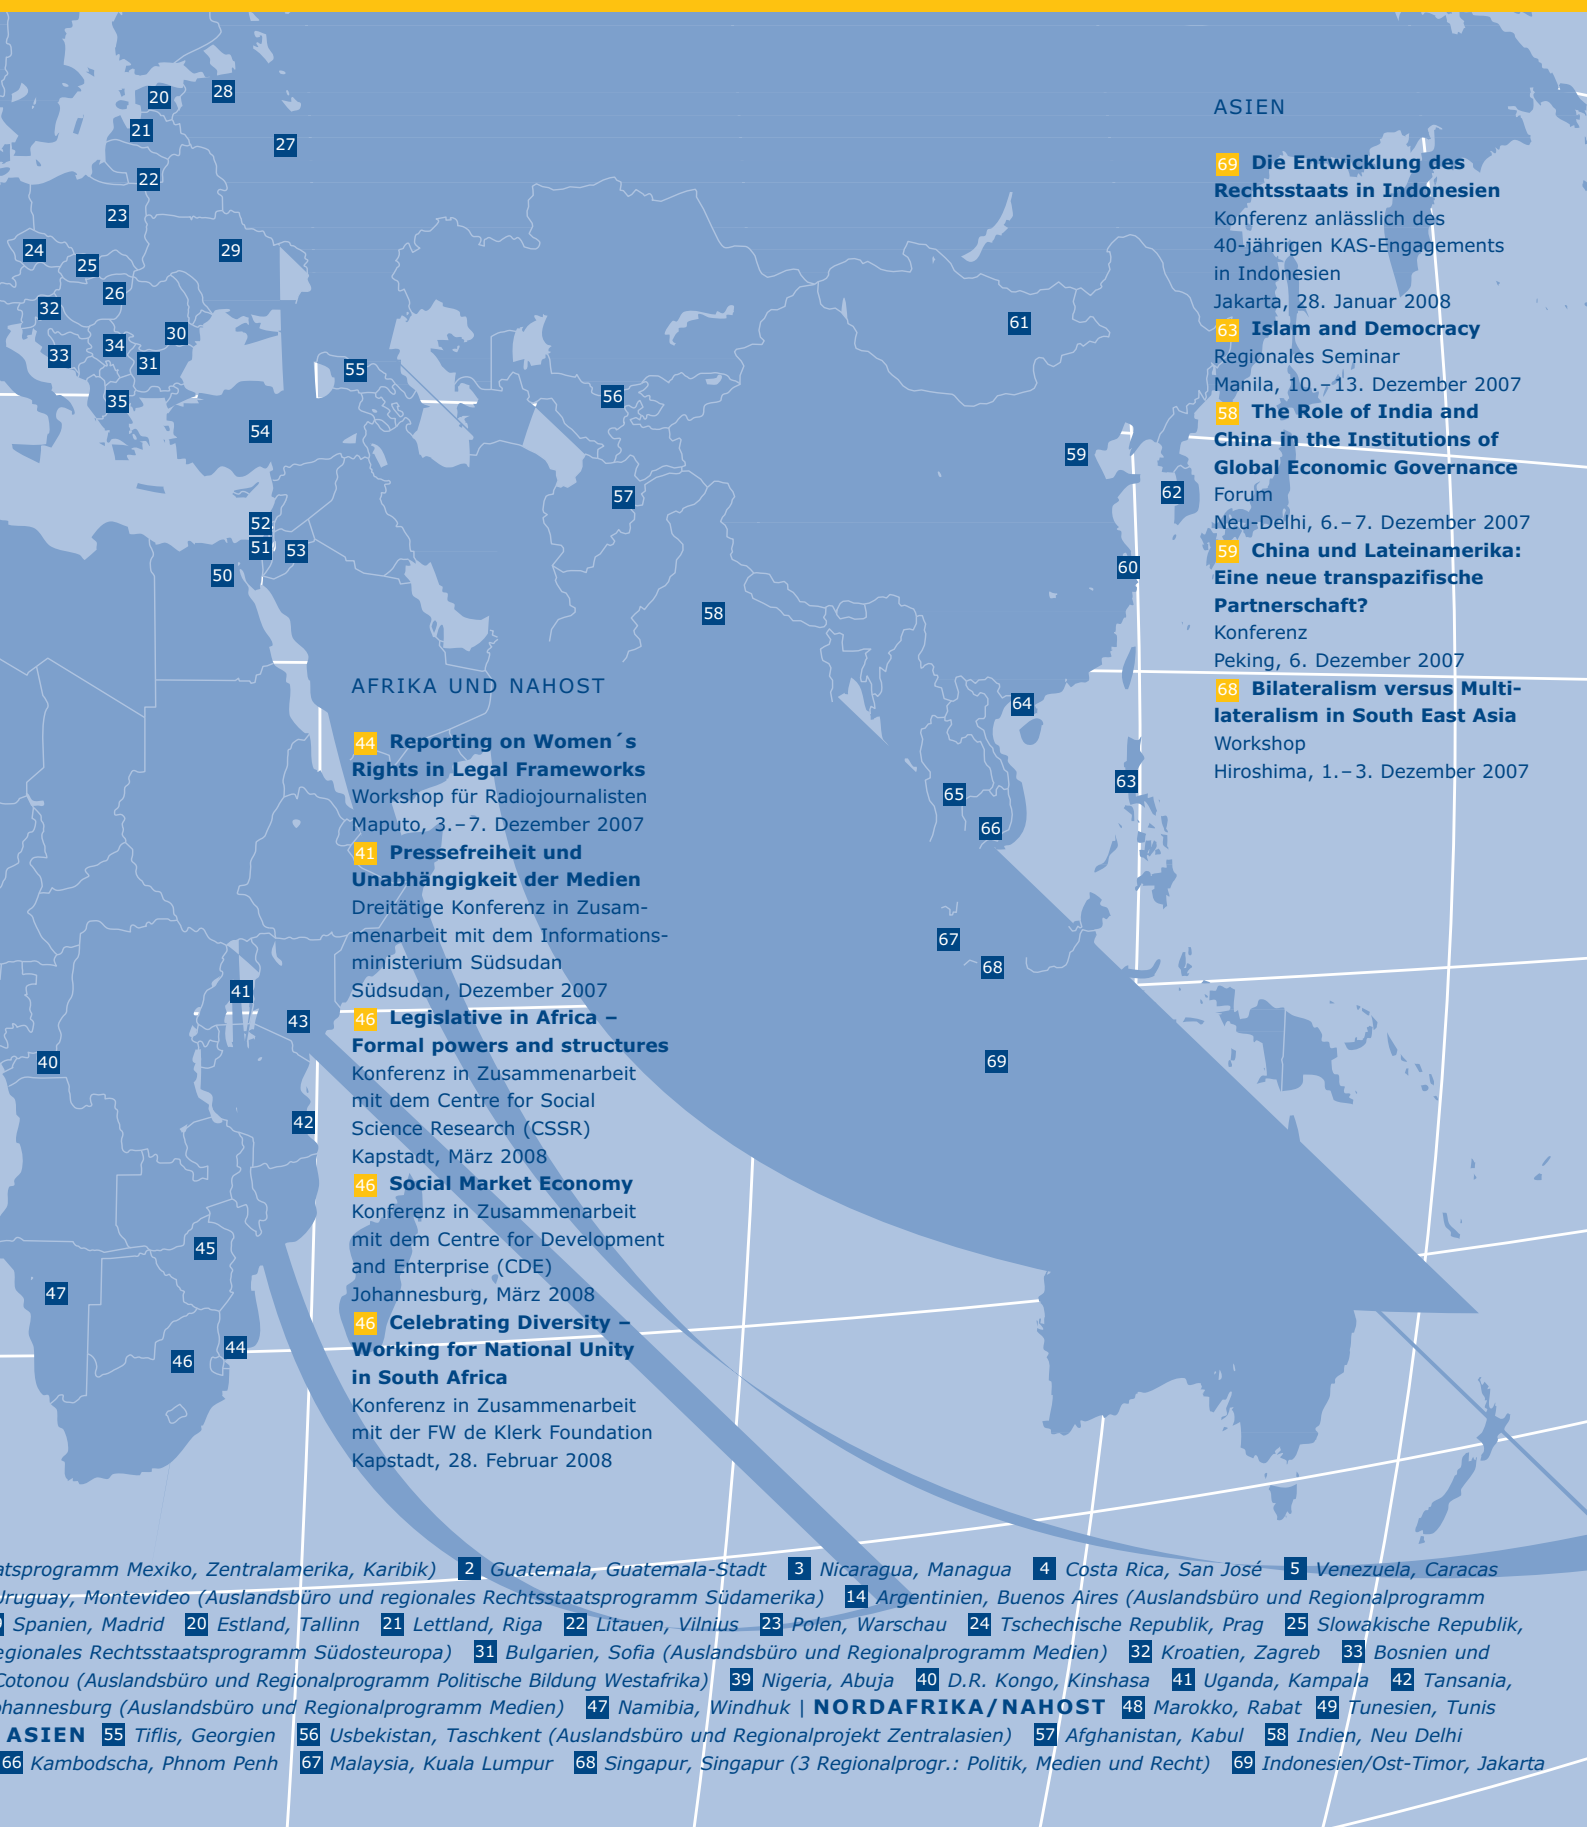 20
28
21
27
22
23
24
29
25
26
32
30
34
33
31
55
35
56
54
61
59
57
62
52
51
53
50
60
58
64
63
65
66
67
68
41
43
40
69
42
45
47
44
46
ASIEN
69 Die Entwicklung des
Rechtsstaats in Indonesien
Konferenz anlässlich des
40-jährigen KAS-Engagements
in Indonesien
Jakarta, 28. Januar 2008
63 Islam and Democracy
Regionales Seminar
Manila, 10.–13. Dezember 2007
58 The Role of India and
China in the Institutions of
Global Economic Governance
Forum
Neu-Delhi, 6.–7. Dezember 2007
59 China und Lateinamerika:
Eine neue transpazifische
Partnerschaft?
Konferenz
Peking, 6. Dezember 2007
68 Bilateralism versus Multi-
lateralism in South East Asia
Workshop
Hiroshima, 1.–3. Dezember 2007
AFRIKA UND NAHOST
44 Reporting on Women´s
Rights in Legal Frameworks
Workshop für Radiojournalisten
Maputo, 3.–7. Dezember 2007
41 Pressefreiheit und
Unabhängigkeit der Medien
Dreitätige Konferenz in Zusam-
menarbeit mit dem Informations-
ministerium Südsudan
Südsudan, Dezember 2007
46 Legislative in Africa –
Formal powers and structures
Konferenz in Zusammenarbeit
mit dem Centre for Social
Science Research (CSSR)
Kapstadt, März 2008
46 Social Market Economy
Konferenz in Zusammenarbeit
mit dem Centre for Development
and Enterprise (CDE)
Johannesburg, März 2008
46 Celebrating Diversity –
Working for National Unity
in South Africa
Konferenz in Zusammenarbeit
mit der FW de Klerk Foundation
Kapstadt, 28. Februar 2008
atsprogramm Mexiko, Zentralamerika, Karibik) 2 Guatemala, Guatemala-Stadt 3 Nicaragua, Managua 4 Costa Rica, San José 5 Venezuela, Caracas
Uruguay, Montevideo (Auslandsbüro und regionales Rechtsstaatsprogramm Südamerika) 14 Argentinien, Buenos Aires (Auslandsbüro und Regionalprogramm
Spanien, Madrid 20 Estland, Tallinn 21 Lettland, Riga 22 Litauen, Vilnius 23 Polen, Warschau 24 Tschechische Republik, Prag 25 Slowakische Republik,
egionales Rechtsstaatsprogramm Südosteuropa) 31 Bulgarien, Sofia (Auslandsbüro und Regionalprogramm Medien) 32 Kroatien, Zagreb 33 Bosnien und
Cotonou (Auslandsbüro und Regionalprogramm Politische Bildung Westafrika) 39 Nigeria, Abuja 40 D.R. Kongo, Kinshasa 41 Uganda, Kampala 42 Tansania,
ohannesburg (Auslandsbüro und Regionalprogramm Medien) 47 Namibia, Windhuk | NORDAFRIKA/NAHOST 48 Marokko, Rabat 49 Tunesien, Tunis
ASIEN 55 Tiflis, Georgien 56 Usbekistan, Taschkent (Auslandsbüro und Regionalprojekt Zentralasien) 57 Afghanistan, Kabul 58 Indien, Neu Delhi
66 Kambodscha, Phnom Penh 67 Malaysia, Kuala Lumpur 68 Singapur, Singapur (3 Regionalprogr.: Politik, Medien und Recht) 69 Indonesien/Ost-Timor, Jakarta